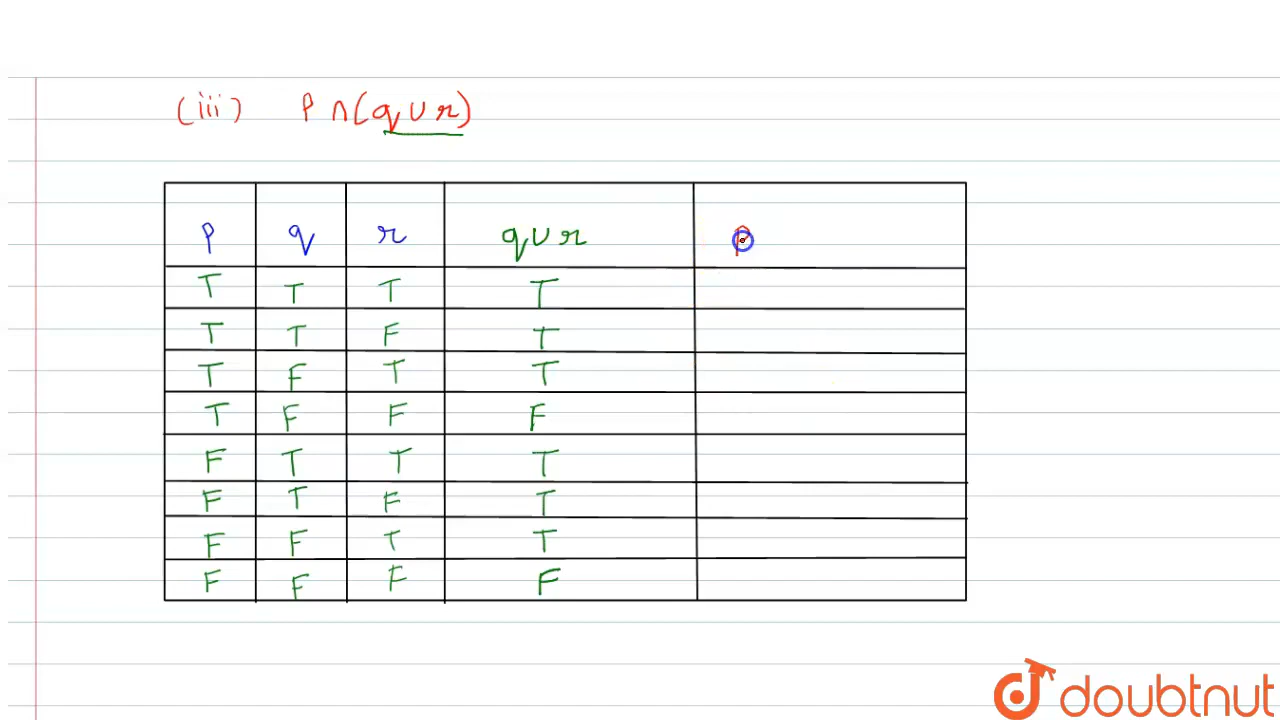 (iii) P ∩ (q ∪ r)
P q r q ∪ r P
T T T T
T T F T
T F T T
T F F F
F T T T
F T F T
F F T T
F F F F
doubtnut